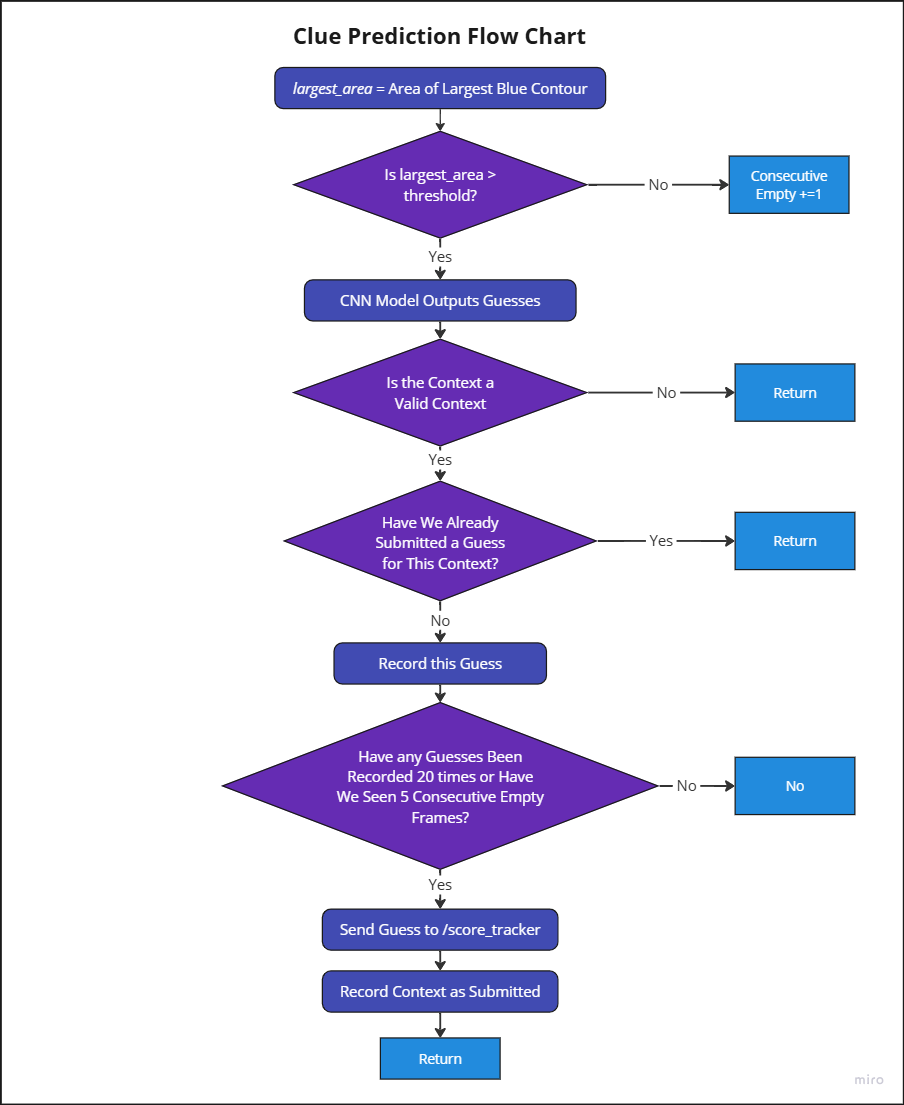 Clue Prediction Flow Chart
largest_area = Area of Largest Blue Contour
Is largest_area >
threshold?
No
Consecutive
Empty +=1
Yes
CNN Model Outputs Guesses
Is the Context a
Valid Context
No
Return
Yes
Have We Already
Submitted a Guess
for This Context?
Yes
Return
No
Record this Guess
Have any Guesses Been
Recorded 20 times or Have
We Seen 5 Consecutive Empty
Frames?
No
No
Yes
Send Guess to /score_tracker
Record Context as Submitted
Return
miro